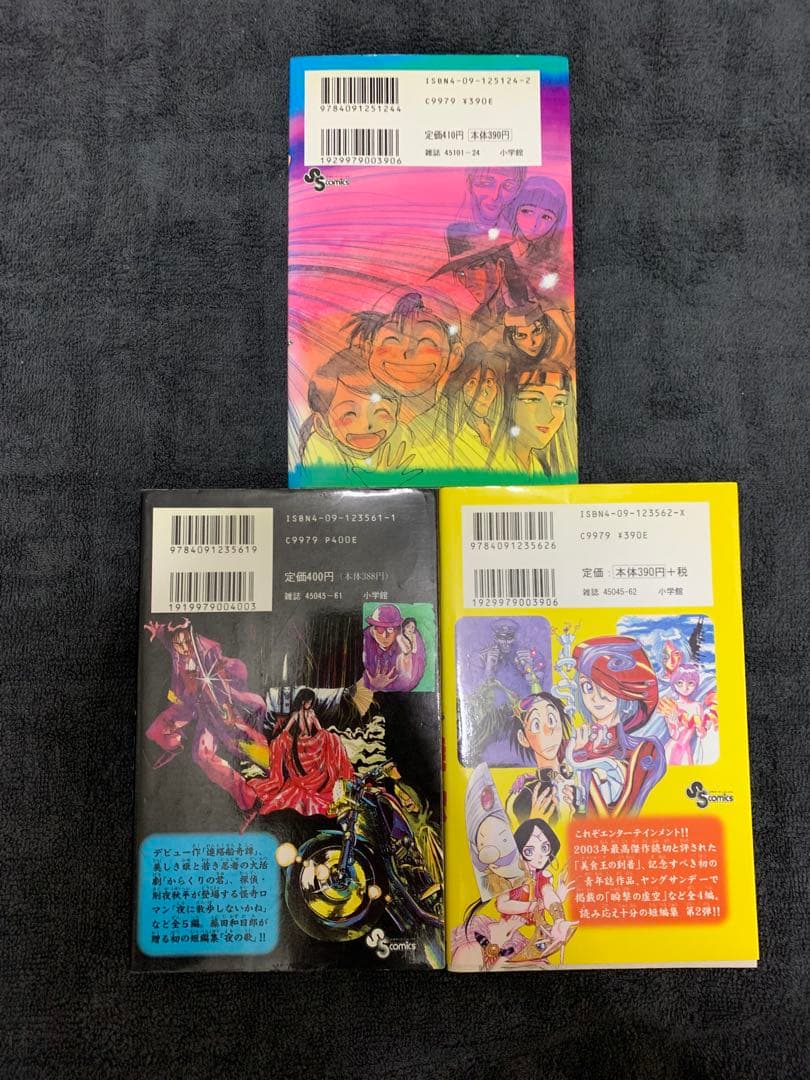 ISBN4-09-125124-2
C9979 ¥390E
9784091251244
定価410円 本体390円
雑誌 45101-24 小学館
1929979003906
SS comics
ISBN4-09-123561-1
C9979 P400E
9784091235619
定価400円(本体388円)
雑誌 45045-61 小学館
1919979004003
デビュー作「連絡船奇譚」、
美しき姫と若き忍者の大活
劇「からくりの君」、探偵・
刑夜秋平が登場する怪奇ロ
マン「夜に散歩しないかね」
など全5編。藤田和日郎が
贈る初の短編集「夜の歌」!!
SS comics
ISBN4-09-123562-X
C9979 ¥390E
9784091235626
定価:本体390円+税
雑誌 45045-62 小学館
1929979003906
SS comics
これぞエンターテインメント!!
2003年最高傑作読切と評された
「美食王の到着」、記念すべき初の
青年誌作品、ヤングサンデーで
掲載の「瞬撃の虚空」など全4編。
読み応え十分の短編集 第2弾!!